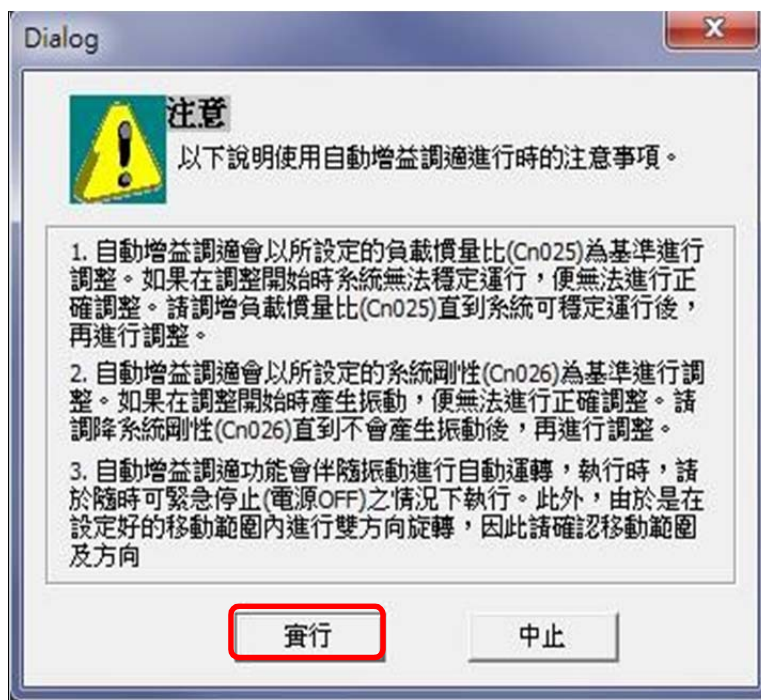 Dialog
注意
以下說明使用自動增益調適進行時的注意事項。
1. 自動增益調適會以所設定的負載慣量比(Cn025)為基準進行
調整。如果在調整開始時系統無法穩定運行，便無法進行正
確調整。請調增負載慣量比(Cn025)直到系統可穩定運行後，
再進行調整。
2. 自動增益調適會以所設定的系統剛性(Cn026)為基準進行調
整。如果在調整開始時產生振動，便無法進行正確調整。請
調降系統剛性(Cn026)直到不會產生振動後，再進行調整。
3. 自動增益調適功能會伴隨振動進行自動運轉，執行時，請
於隨時可緊急停止(電源OFF)之情況下執行。此外，由於是在
設定好的移動範圍內進行雙方向旋轉，因此請確認移動範圍
及方向
實行
中止